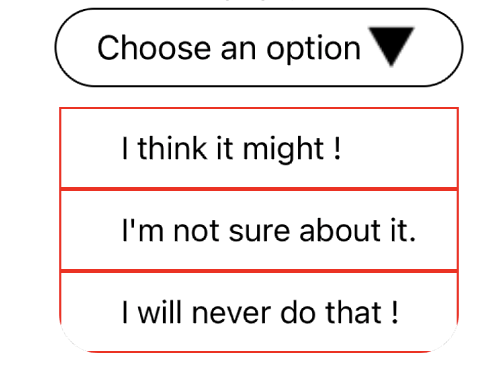 Choose an option
I think it might !
I'm not sure about it.
I will never do that !